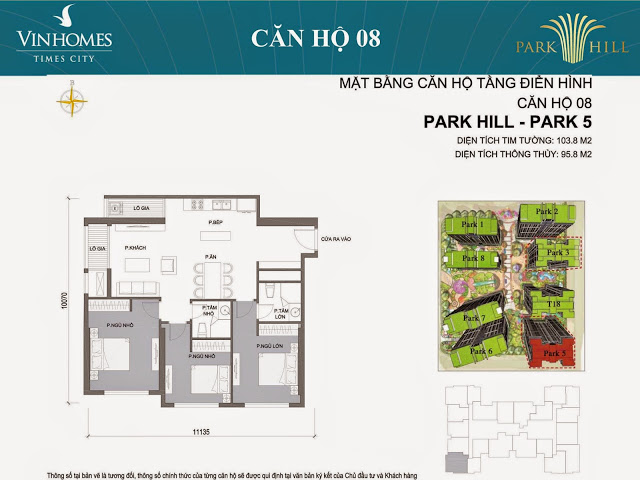 VINHOMES
TIMES CITY
CĂN HỘ 08
PARK HILL
MẶT BẰNG CĂN HỘ TẦNG ĐIỂN HÌNH
CĂN HỘ 08
PARK HILL - PARK 5
DIỆN TÍCH TIM TƯỜNG: 103.8 M2
DIỆN TÍCH THÔNG THỦY: 95.8 M2
LÔ GIA
P.BẾP
CỬA RA VÀO
LÔ GIA
P.KHÁCH
P.ĂN
P.TẮM NHỎ
P.TẮM LỚN
P.NGỦ NHỎ
P.NGỦ NHỎ
P.NGỦ LỚN
10070
11135
Park 1
Park 2
Park 8
Park 3
T18
Park 7
Park 6
Park 5
Thông số tại bản vẽ là tương đối, thông số chính thức của từng căn hộ sẽ được qui định tại văn bản ký kết của Chủ đầu tư và Khách hàng